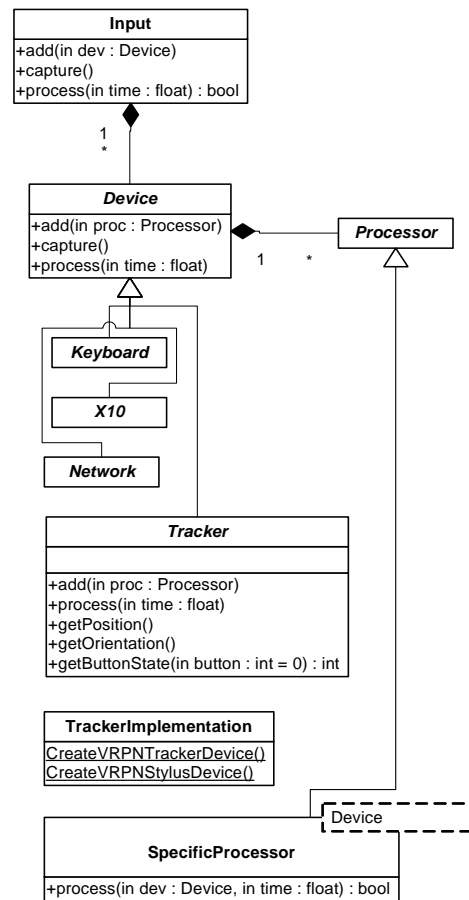 Input
+add(in dev : Device)
+capture()
+process(in time : float) : bool
1
*
Device
+add(in proc : Processor)
+capture()
+process(in time : float)
1
*
Processor
Keyboard
X10
Network
Tracker
+add(in proc : Processor)
+process(in time : float)
+getPosition()
+getOrientation()
+getButtonState(in button : int = 0) : int
TrackerImplementation
CreateVRPNTrackerDevice()
CreateVRPNStylusDevice()
Device
SpecificProcessor
+process(in dev : Device, in time : float) : bool